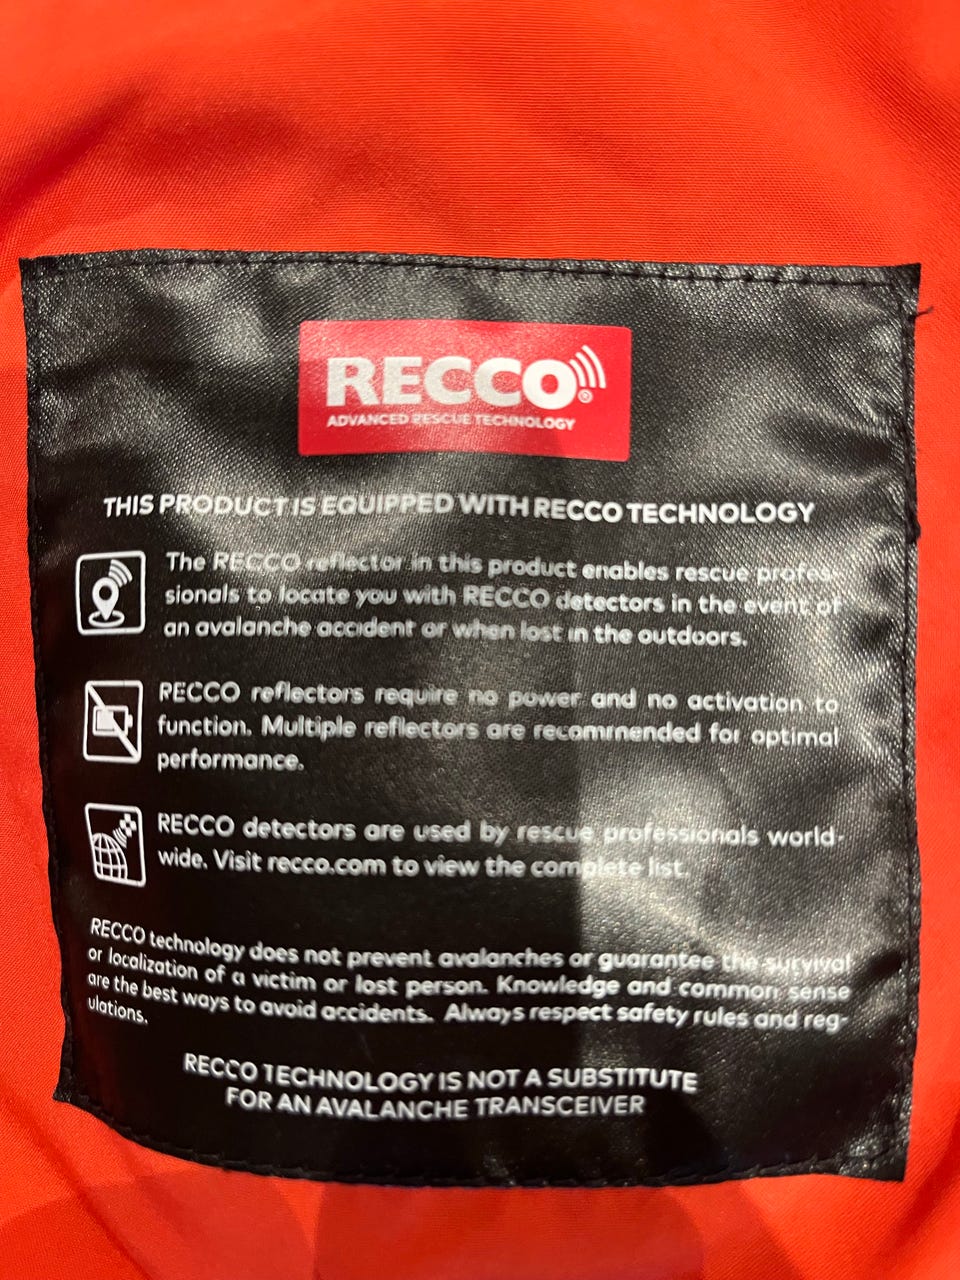 RECCO®
ADVANCED RESCUE TECHNOLOGY
THIS PRODUCT IS EQUIPPED WITH RECCO TECHNOLOGY
The RECCO reflector in this product enables rescue profes-
sionals to locate you with RECCO detectors in the event of
an avalanche accident or when lost in the outdoors.
RECCO reflectors require no power and no activation to
function. Multiple reflectors are recommended for optimal
performance.
RECCO detectors are used by rescue professionals world-
wide. Visit recco.com to view the complete list.
RECCO technology does not prevent avalanches or guarantee the survival
or localization of a victim or lost person. Knowledge and common sense
are the best ways to avoid accidents. Always respect safety rules and reg-
ulations.
RECCO TECHNOLOGY IS NOT A SUBSTITUTE
FOR AN AVALANCHE TRANSCEIVER